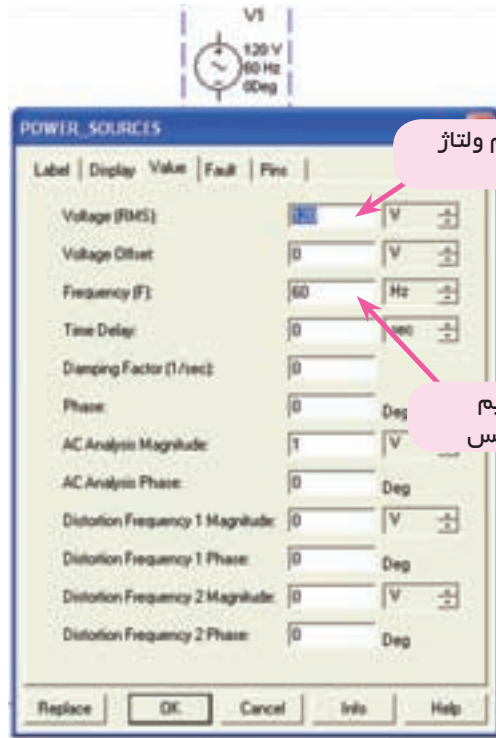 V1
120 V
60 Hz
0Deg
POWER_SOURCES
Label Display Value Fault Pins
ولتاژ
Voltage (RMS): 120 V
Voltage Offset: 0 V
Frequency (F): 60 Hz
Time Delay: 0 sec
Damping Factor (1/sec): 0
Phase: 0 Deg
AC Analysis Magnitude: 1 V
AC Analysis Phase: 0 Deg
Distortion Frequency 1 Magnitude: 0 V
Distortion Frequency 1 Phase: 0 Deg
Distortion Frequency 2 Magnitude: 0 V
Distortion Frequency 2 Phase: 0 Deg
Replace OK Cancel Info Help